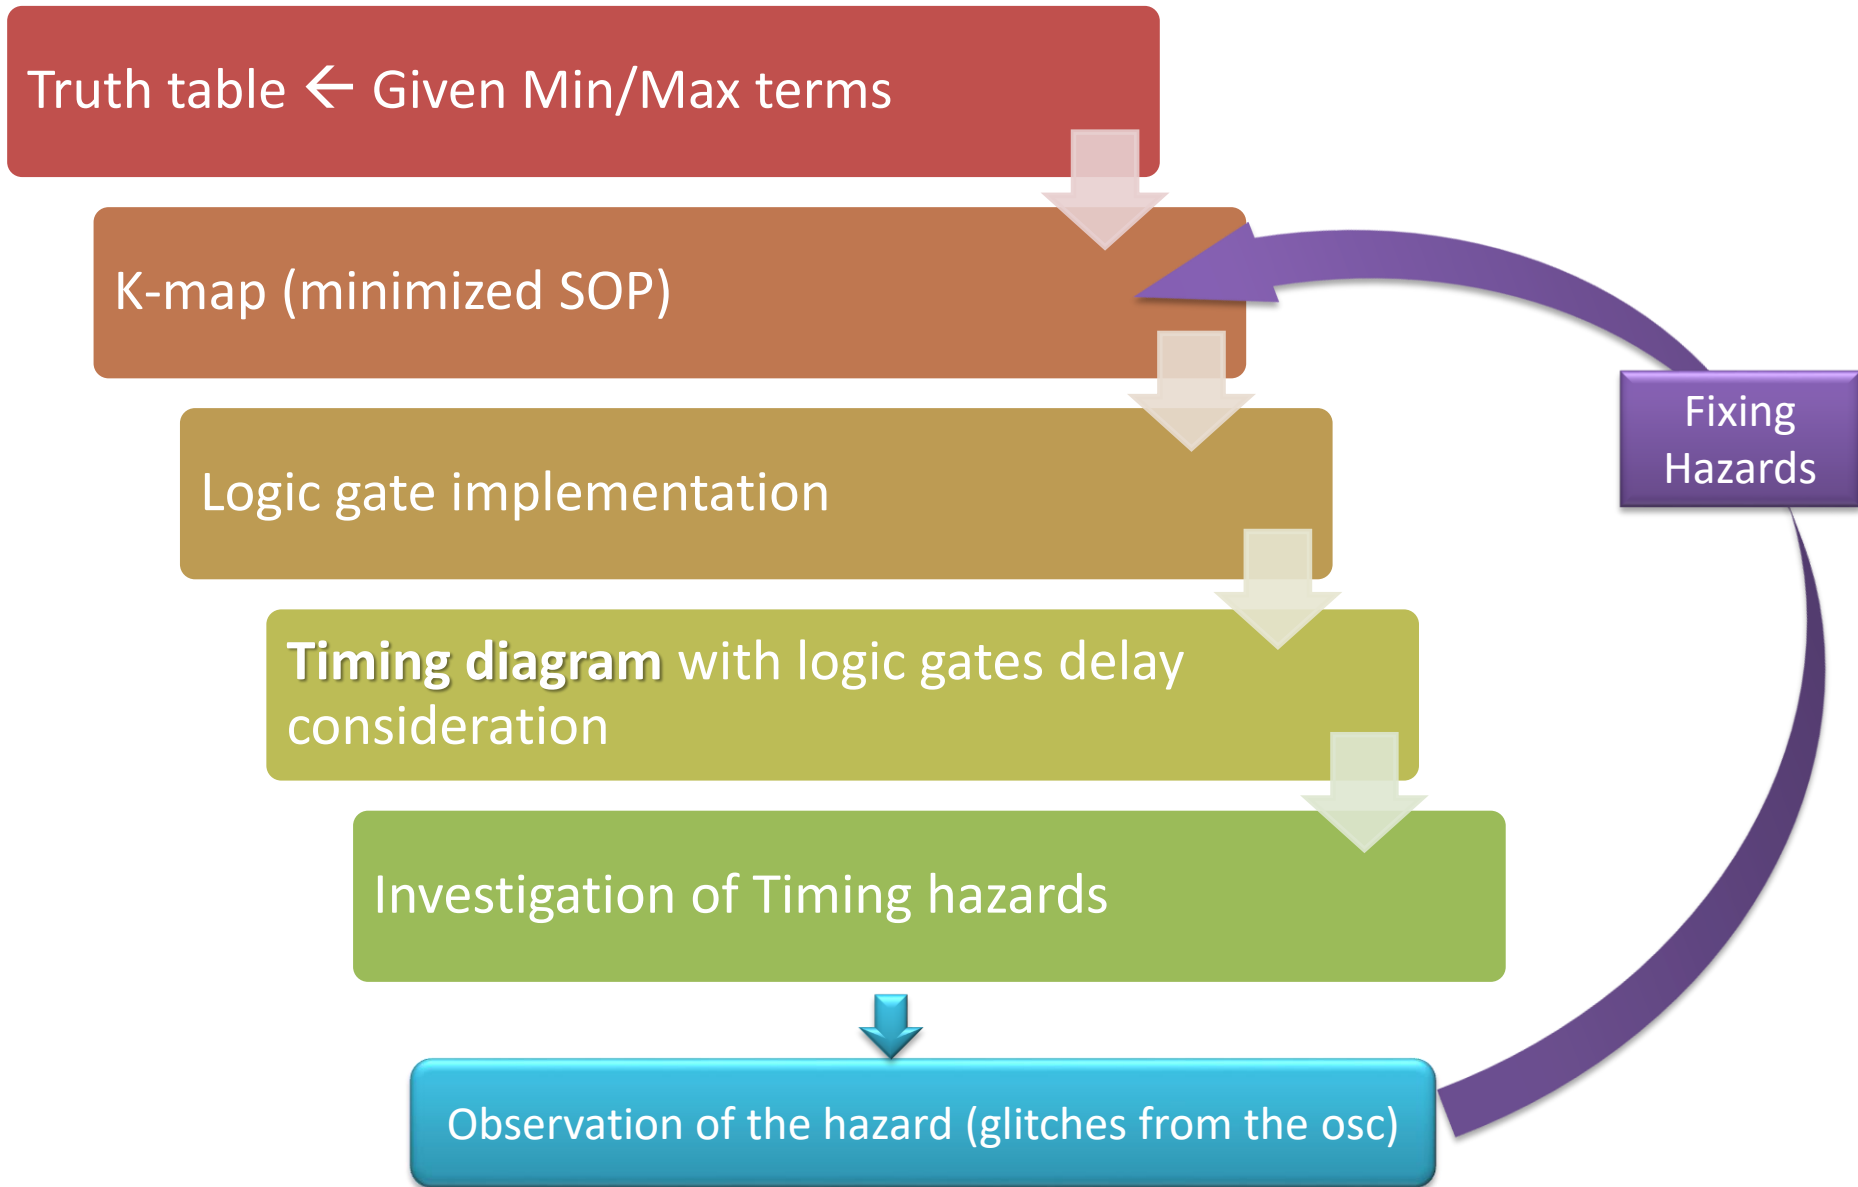 Truth table ← Given Min/Max terms
K-map (minimized SOP)
Fixing
Hazards
Logic gate implementation
Timing diagram with logic gates delay
consideration
Investigation of Timing hazards
Observation of the hazard (glitches from the osc)